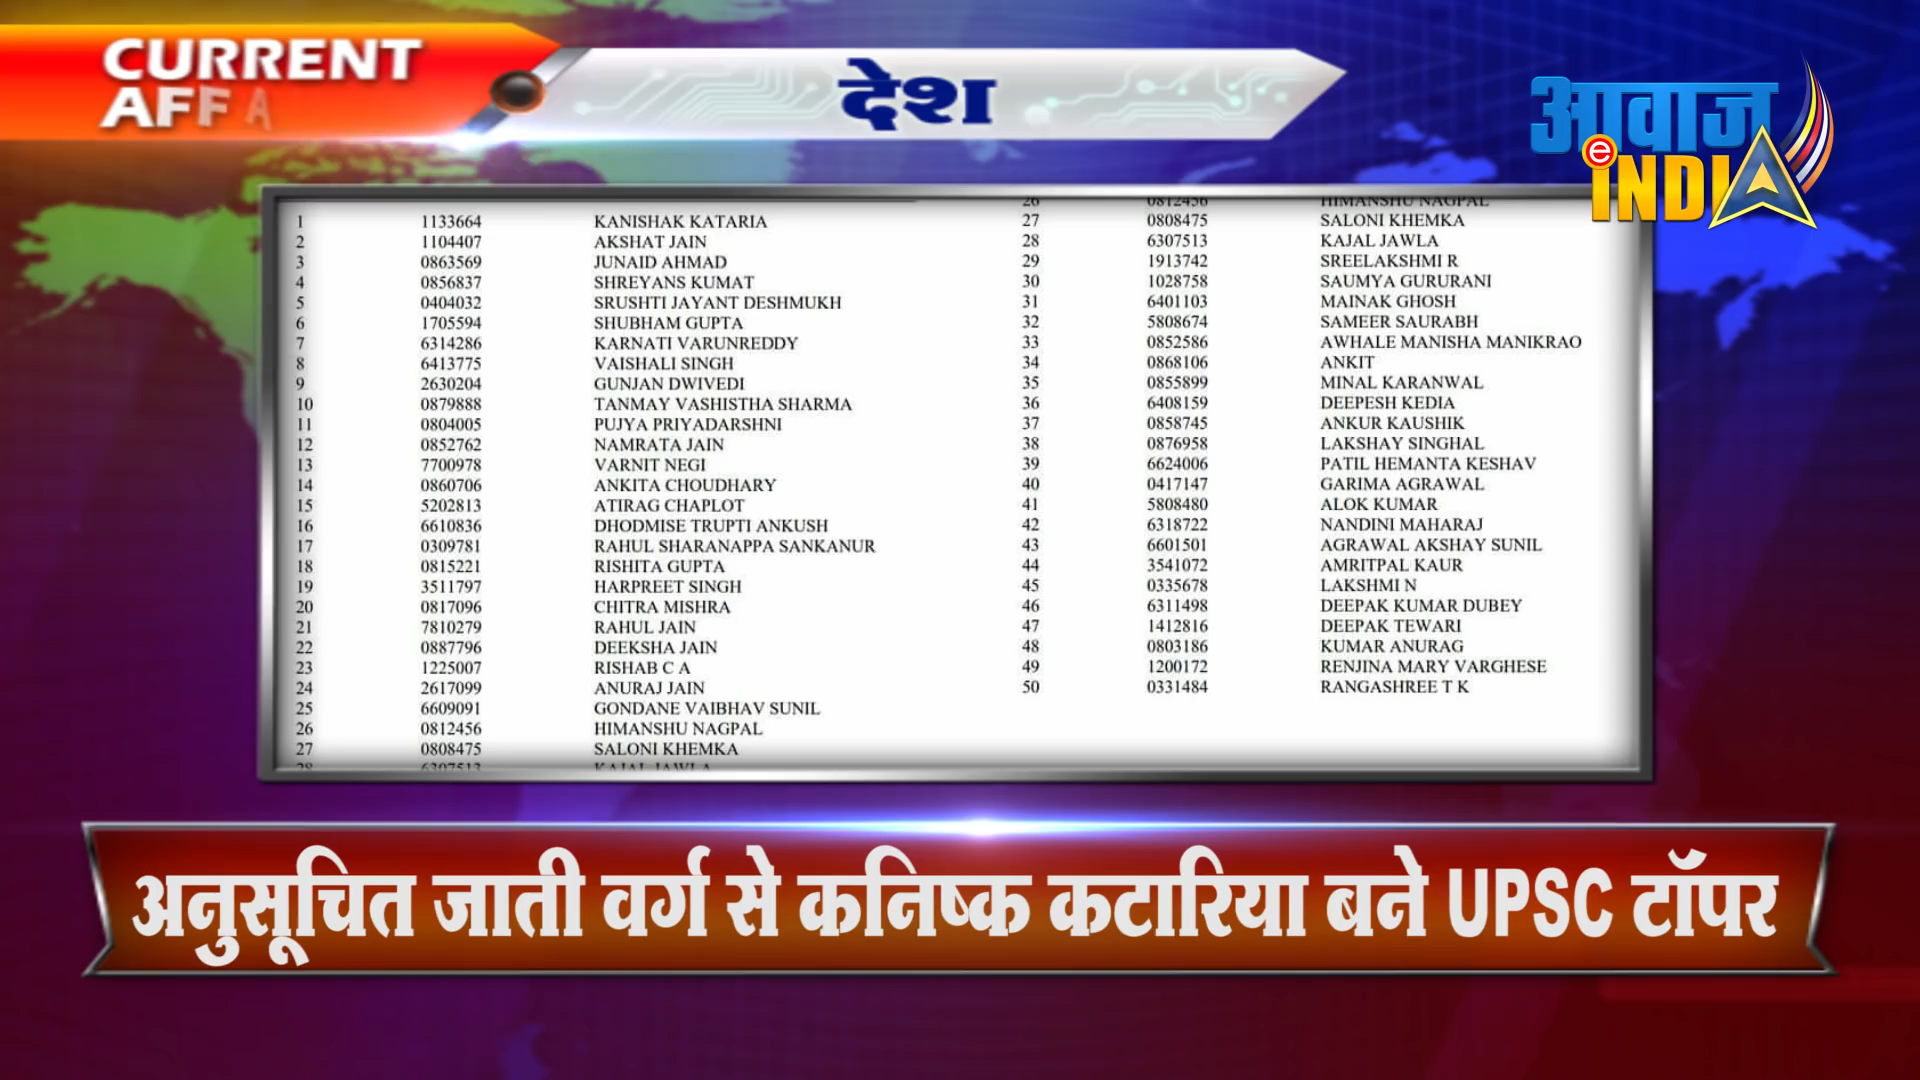 CURRENT
AFFA
देश
आवाज
e INDIA
1 1133664 KANISHAK KATARIA
2 1104407 AKSHAT JAIN
3 0863569 JUNAID AHMAD
4 0856837 SHREYANS KUMAT
5 0404032 SRUSHTI JAYANT DESHMUKH
6 1705594 SHUBHAM GUPTA
7 6314286 KARNATI VARUNREDDY
8 6413775 VAISHALI SINGH
9 2630204 GUNJAN DWIVEDI
10 0879888 TANMAY VASHISTHA SHARMA
11 0804005 PUJYA PRIYADARSHNI
12 0852762 NAMRATA JAIN
13 7700978 VARNIT NEGI
14 0860706 ANKITA CHOUDHARY
15 5202813 ATIRAG CHAPLOT
16 6610836 DHODMISE TRUPTI ANKUSH
17 0309781 RAHUL SHARANAPPA SANKANUR
18 0815221 RISHITA GUPTA
19 3511797 HARPREET SINGH
20 0817096 CHITRA MISHRA
21 7810279 RAHUL JAIN
22 0887796 DEEKSHA JAIN
23 1225007 RISHAB C A
24 2617099 ANURAJ JAIN
25 6609091 GONDANE VAIBHAV SUNIL
26 0812456 HIMANSHU NAGPAL
27 0808475 SALONI KHEMKA
28 6307513 KAJAL JAWLA
26 0812456 HIMANSHU NAGPAL
27 0808475 SALONI KHEMKA
28 6307513 KAJAL JAWLA
29 1913742 SREELAKSHMI R
30 1028758 SAUMYA GURURANI
31 6401103 MAINAK GHOSH
32 5808674 SAMEER SAURABH
33 0852586 AWHALE MANISHA MANIKRAO
34 0868106 ANKIT
35 0855899 MINAL KARANWAL
36 6408159 DEEPESH KEDIA
37 0858745 ANKUR KAUSHIK
38 0876958 LAKSHAY SINGHAL
39 6624006 PATIL HEMANTA KESHAV
40 0417147 GARIMA AGRAWAL
41 5808480 ALOK KUMAR
42 6318722 NANDINI MAHARAJ
43 6601501 AGRAWAL AKSHAY SUNIL
44 3541072 AMRITPAL KAUR
45 0335678 LAKSHMI N
46 6311498 DEEPAK KUMAR DUBEY
47 1412816 DEEPAK TEWARI
48 0803186 KUMAR ANURAG
49 1200172 RENJINA MARY VARGHESE
50 0331484 RANGASHREE T K
अनुसूचित जाती वर्ग से कनिष्क कटारिया बने UPSC टॉपर